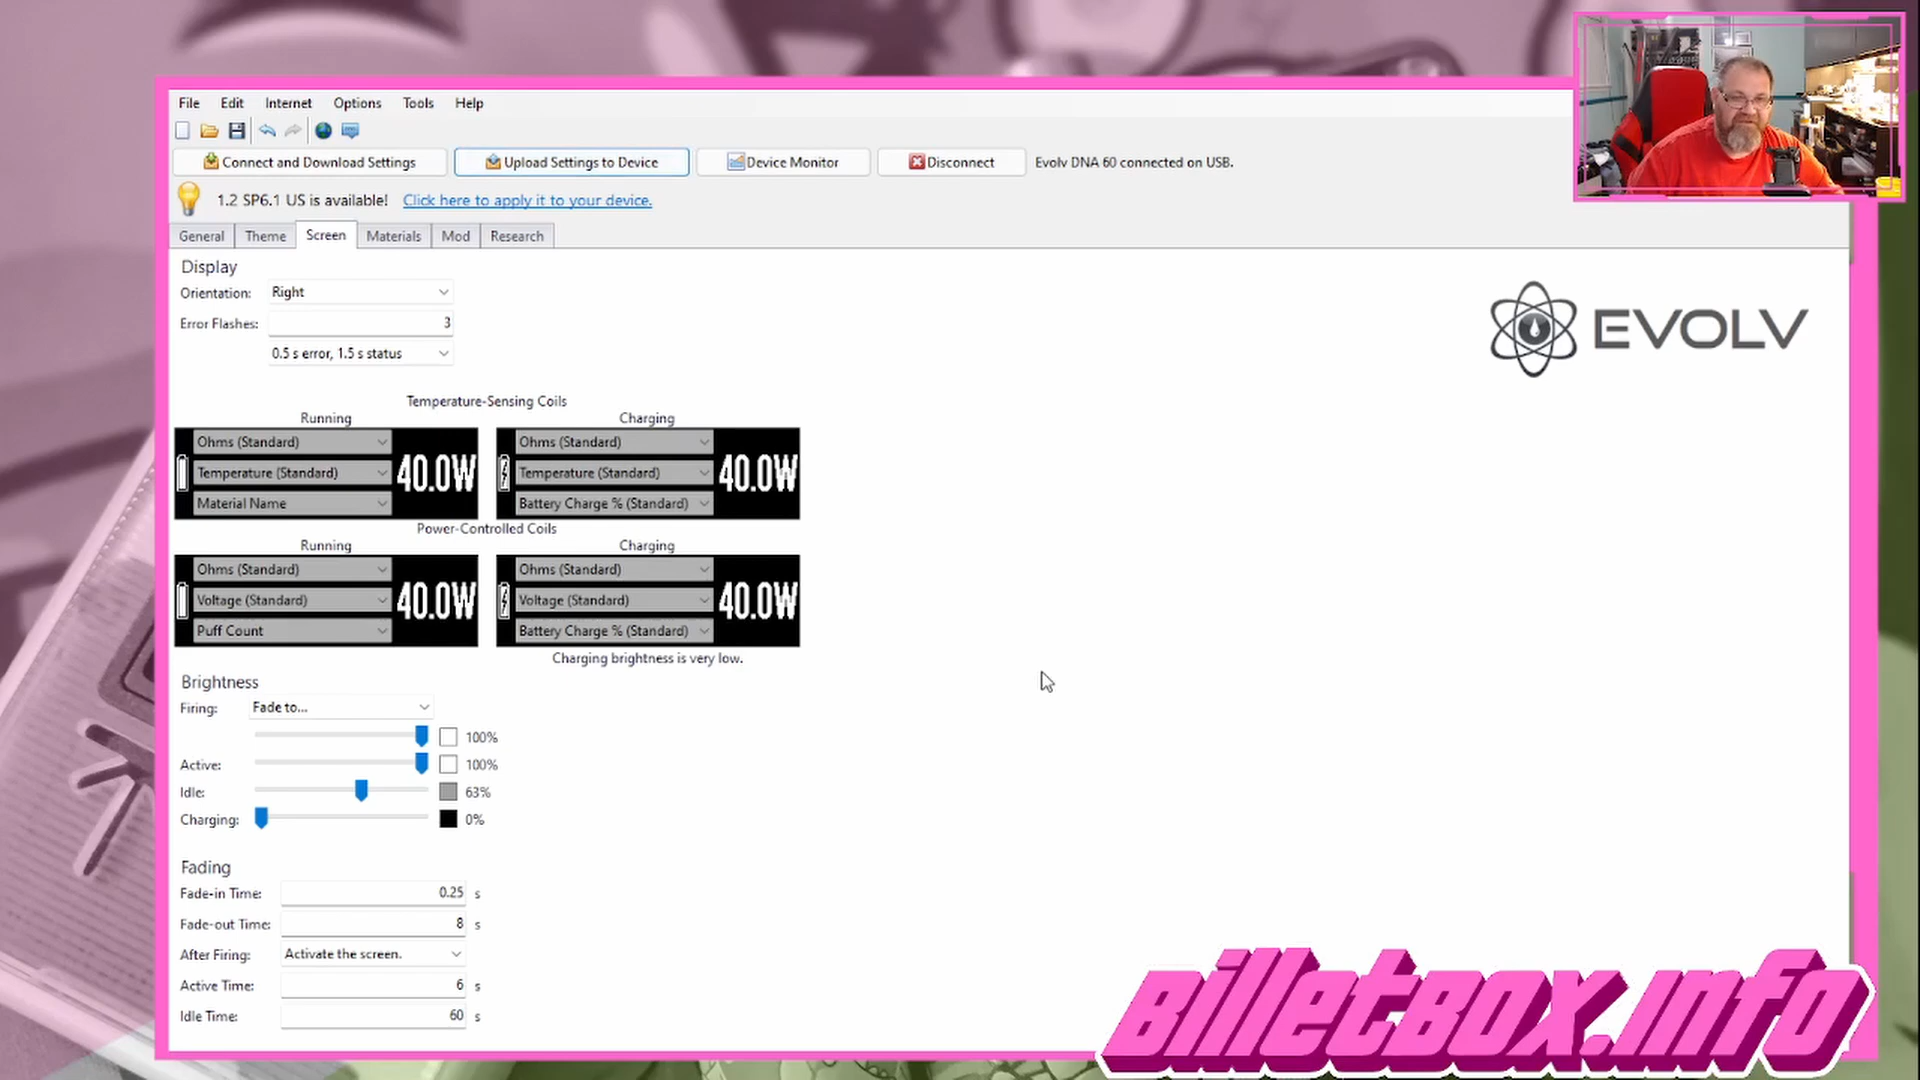 File Edit Internet Options Tools Help
Connect and Download Settings Upload Settings to Device Device Monitor Disconnect Evolv DNA 60 connected on USB.
1.2 SP6.1 US is available! Click here to apply it to your device.
General Theme Screen Materials Mod Research
Display
Orientation: Right
Error Flashes: 3
0.5 s error, 1.5 s status
EVOLV
Temperature-Sensing Coils
Running Charging
Ohms (Standard) Ohms (Standard)
Temperature (Standard) 40.0W Temperature (Standard) 40.0W
Material Name Battery Charge % (Standard)
Power-Controlled Coils
Running Charging
Ohms (Standard) Ohms (Standard)
Voltage (Standard) 40.0W Voltage (Standard) 40.0W
Puff Count Battery Charge % (Standard)
Charging brightness is very low.
Brightness
Firing: Fade to...
100%
Active: 100%
Idle: 63%
Charging: 0%
Fading
Fade-in Time: 0.25 s
Fade-out Time: 8 s
After Firing: Activate the screen.
Active Time: 6 s
Idle Time: 60 s
BilletBox.info